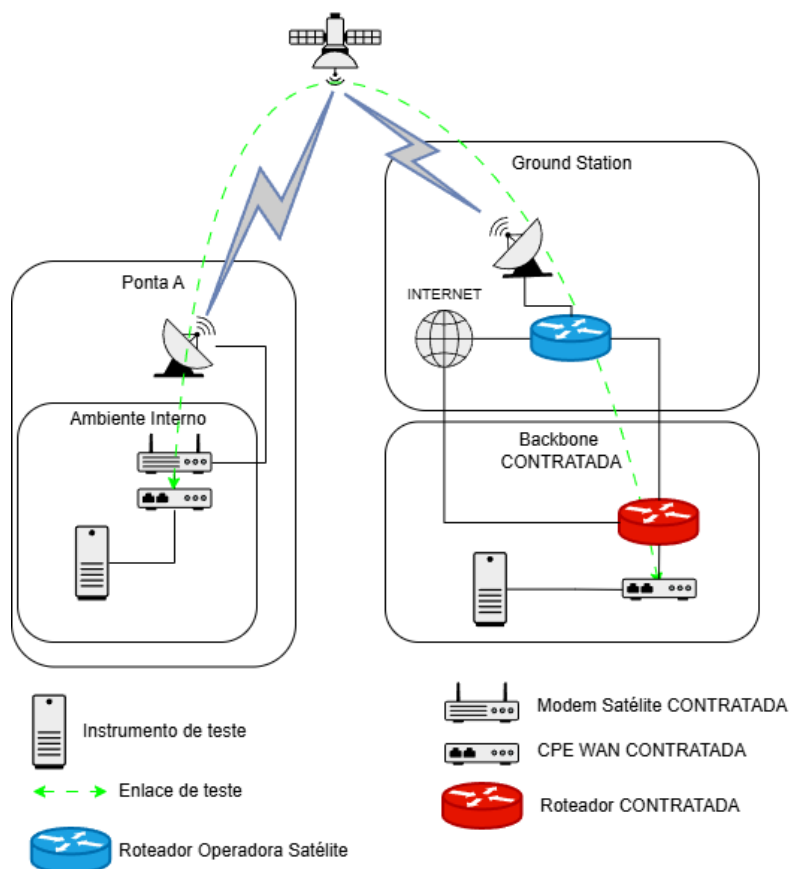 Ground Station
Ponta A
INTERNET
Ambiente Interno
Backbone
CONTRATADA
Instrumento de teste
Enlace de teste
Roteador Operadora Satélite
Modem Satélite CONTRATADA
CPE WAN CONTRATADA
Roteador CONTRATADA